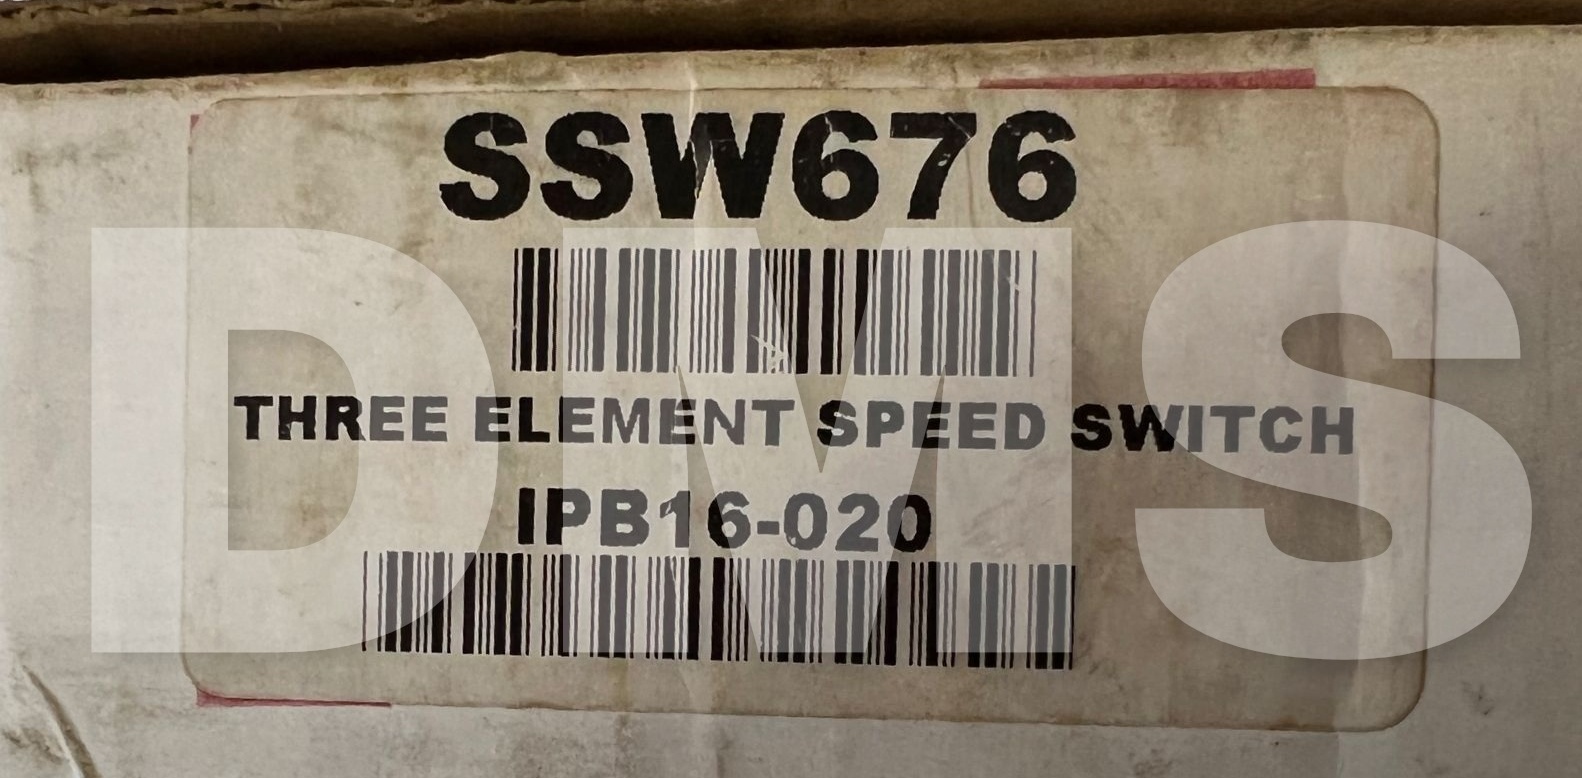 SSW676
THREE ELEMENT SPEED SWITCH
IPB16-020
DMS